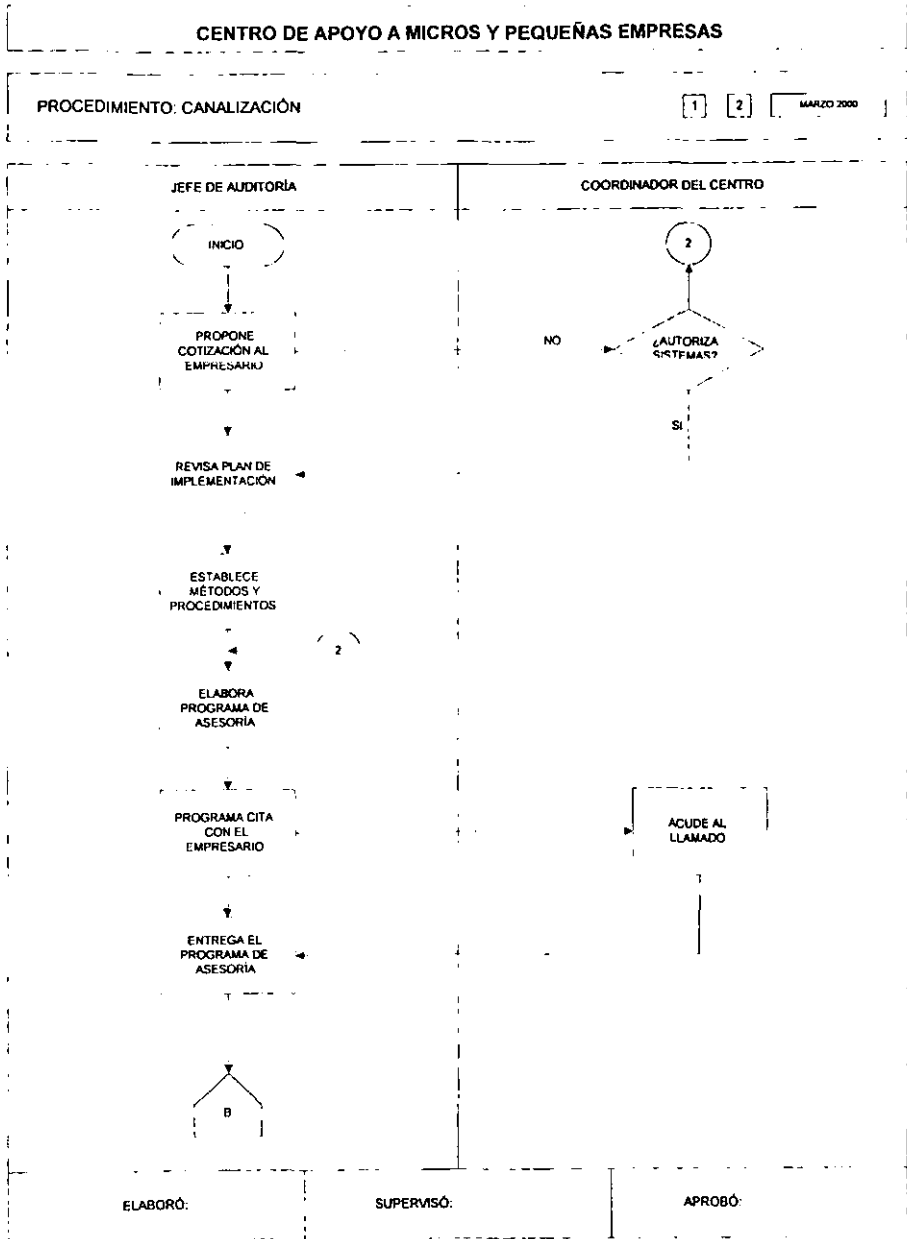 CENTRO DE APOYO A MICROS Y PEQUEÑAS EMPRESAS
PROCEDIMIENTO: CANALIZACIÓN
1 2 MARZO 2000
JEFE DE AUDITORÍA
COORDINADOR DEL CENTRO
INICIO
2
PROPONE
COTIZACIÓN AL
EMPRESARIO
NO
¿AUTORIZA
SISTEMAS?
SI
REVISA PLAN DE
IMPLEMENTACIÓN
ESTABLECE
MÉTODOS Y
PROCEDIMIENTOS
2
ELABORA
PROGRAMA DE
ASESORÍA
PROGRAMA CITA
CON EL
EMPRESARIO
ACUDE AL
LLAMADO
ENTREGA EL
PROGRAMA DE
ASESORÍA
B
ELABORÓ:
SUPERVISÓ:
APROBÓ: